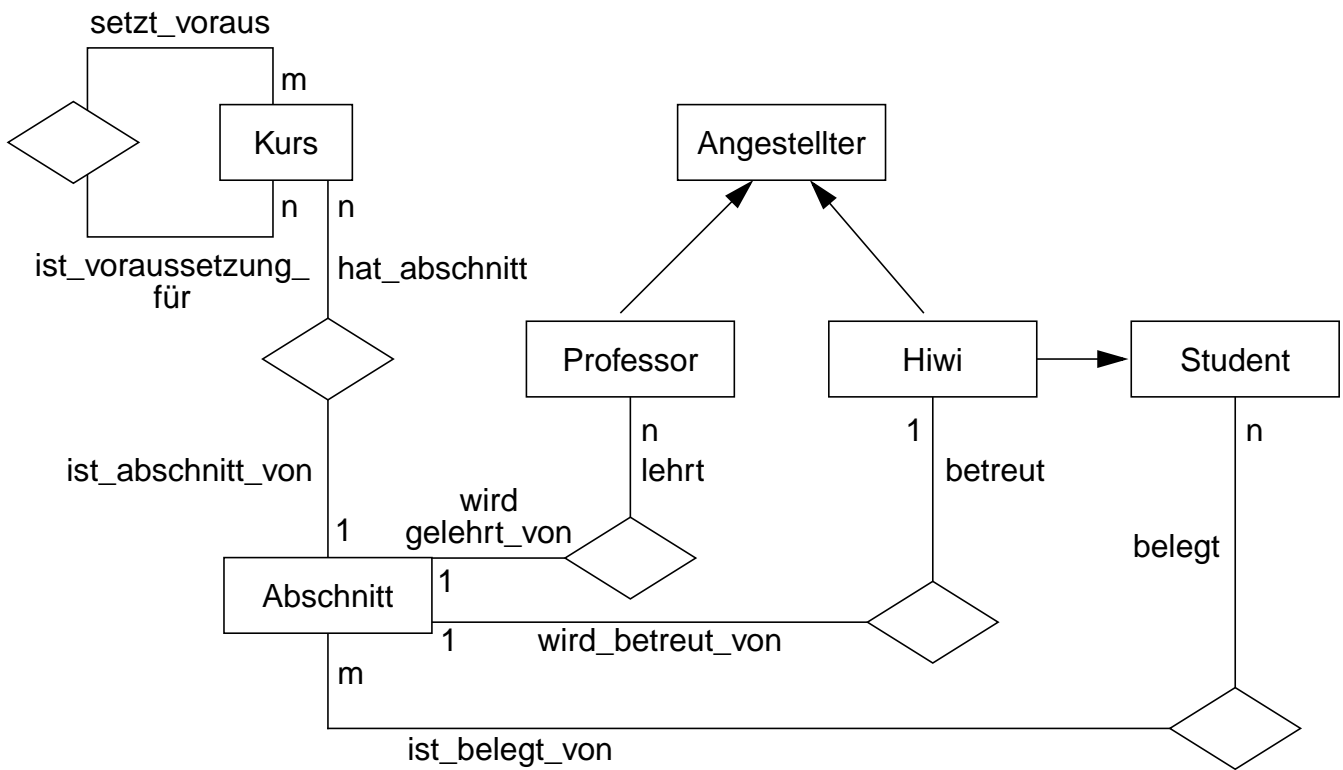 setzt_voraus
m
Kurs
Angestellter
n
n
ist_voraussetzung_
für
hat_abschnitt
Professor
Hiwi
Student
n
1
n
ist_abschnitt_von
lehrt
betreut
wird
gelehrt_von
1
belegt
Abschnitt
1
1
wird_betreut_von
m
ist_belegt_von